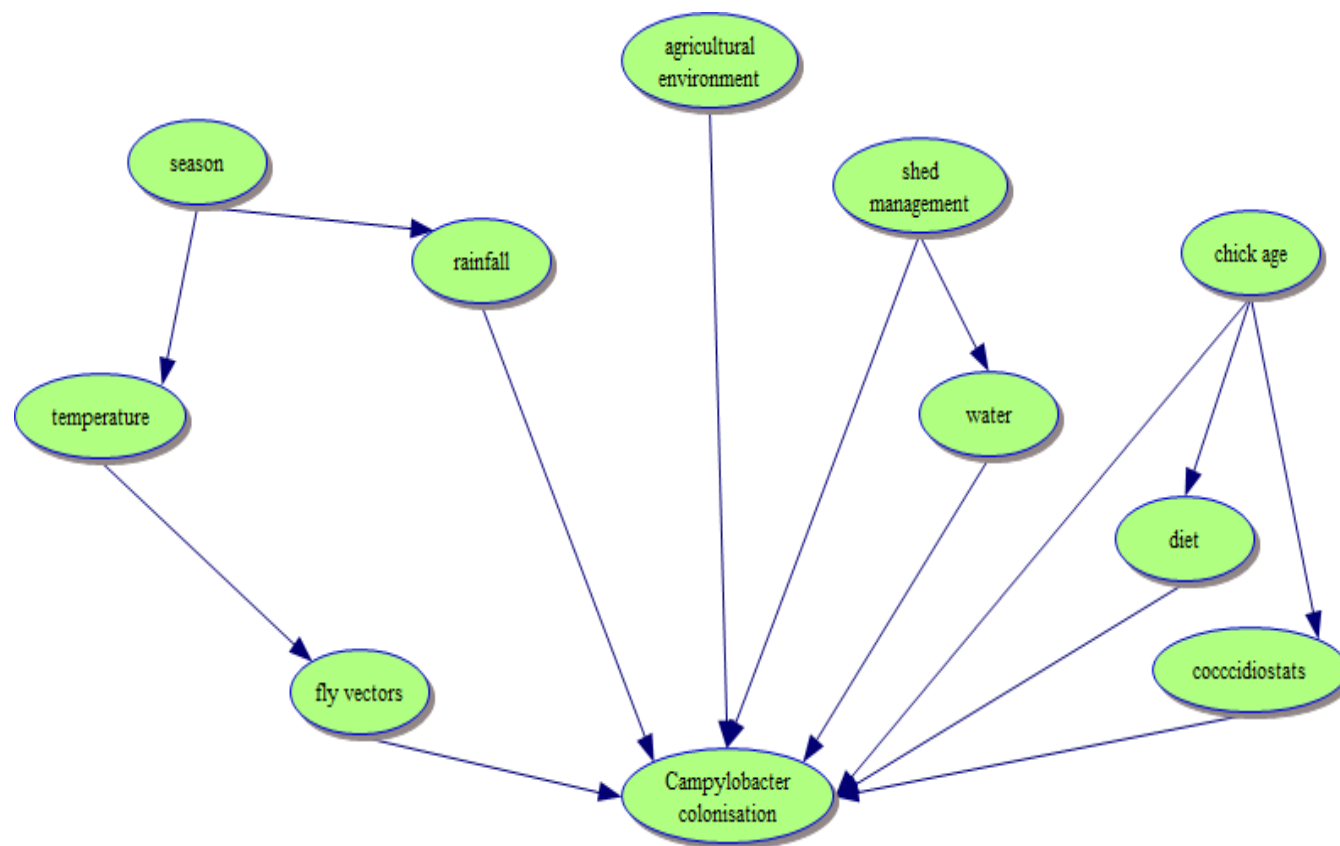 agricultural
environment
season
shed
management
rainfall
chick age
temperature
water
diet
cocccidiostats
fly vectors
Campylobacter
colonisation